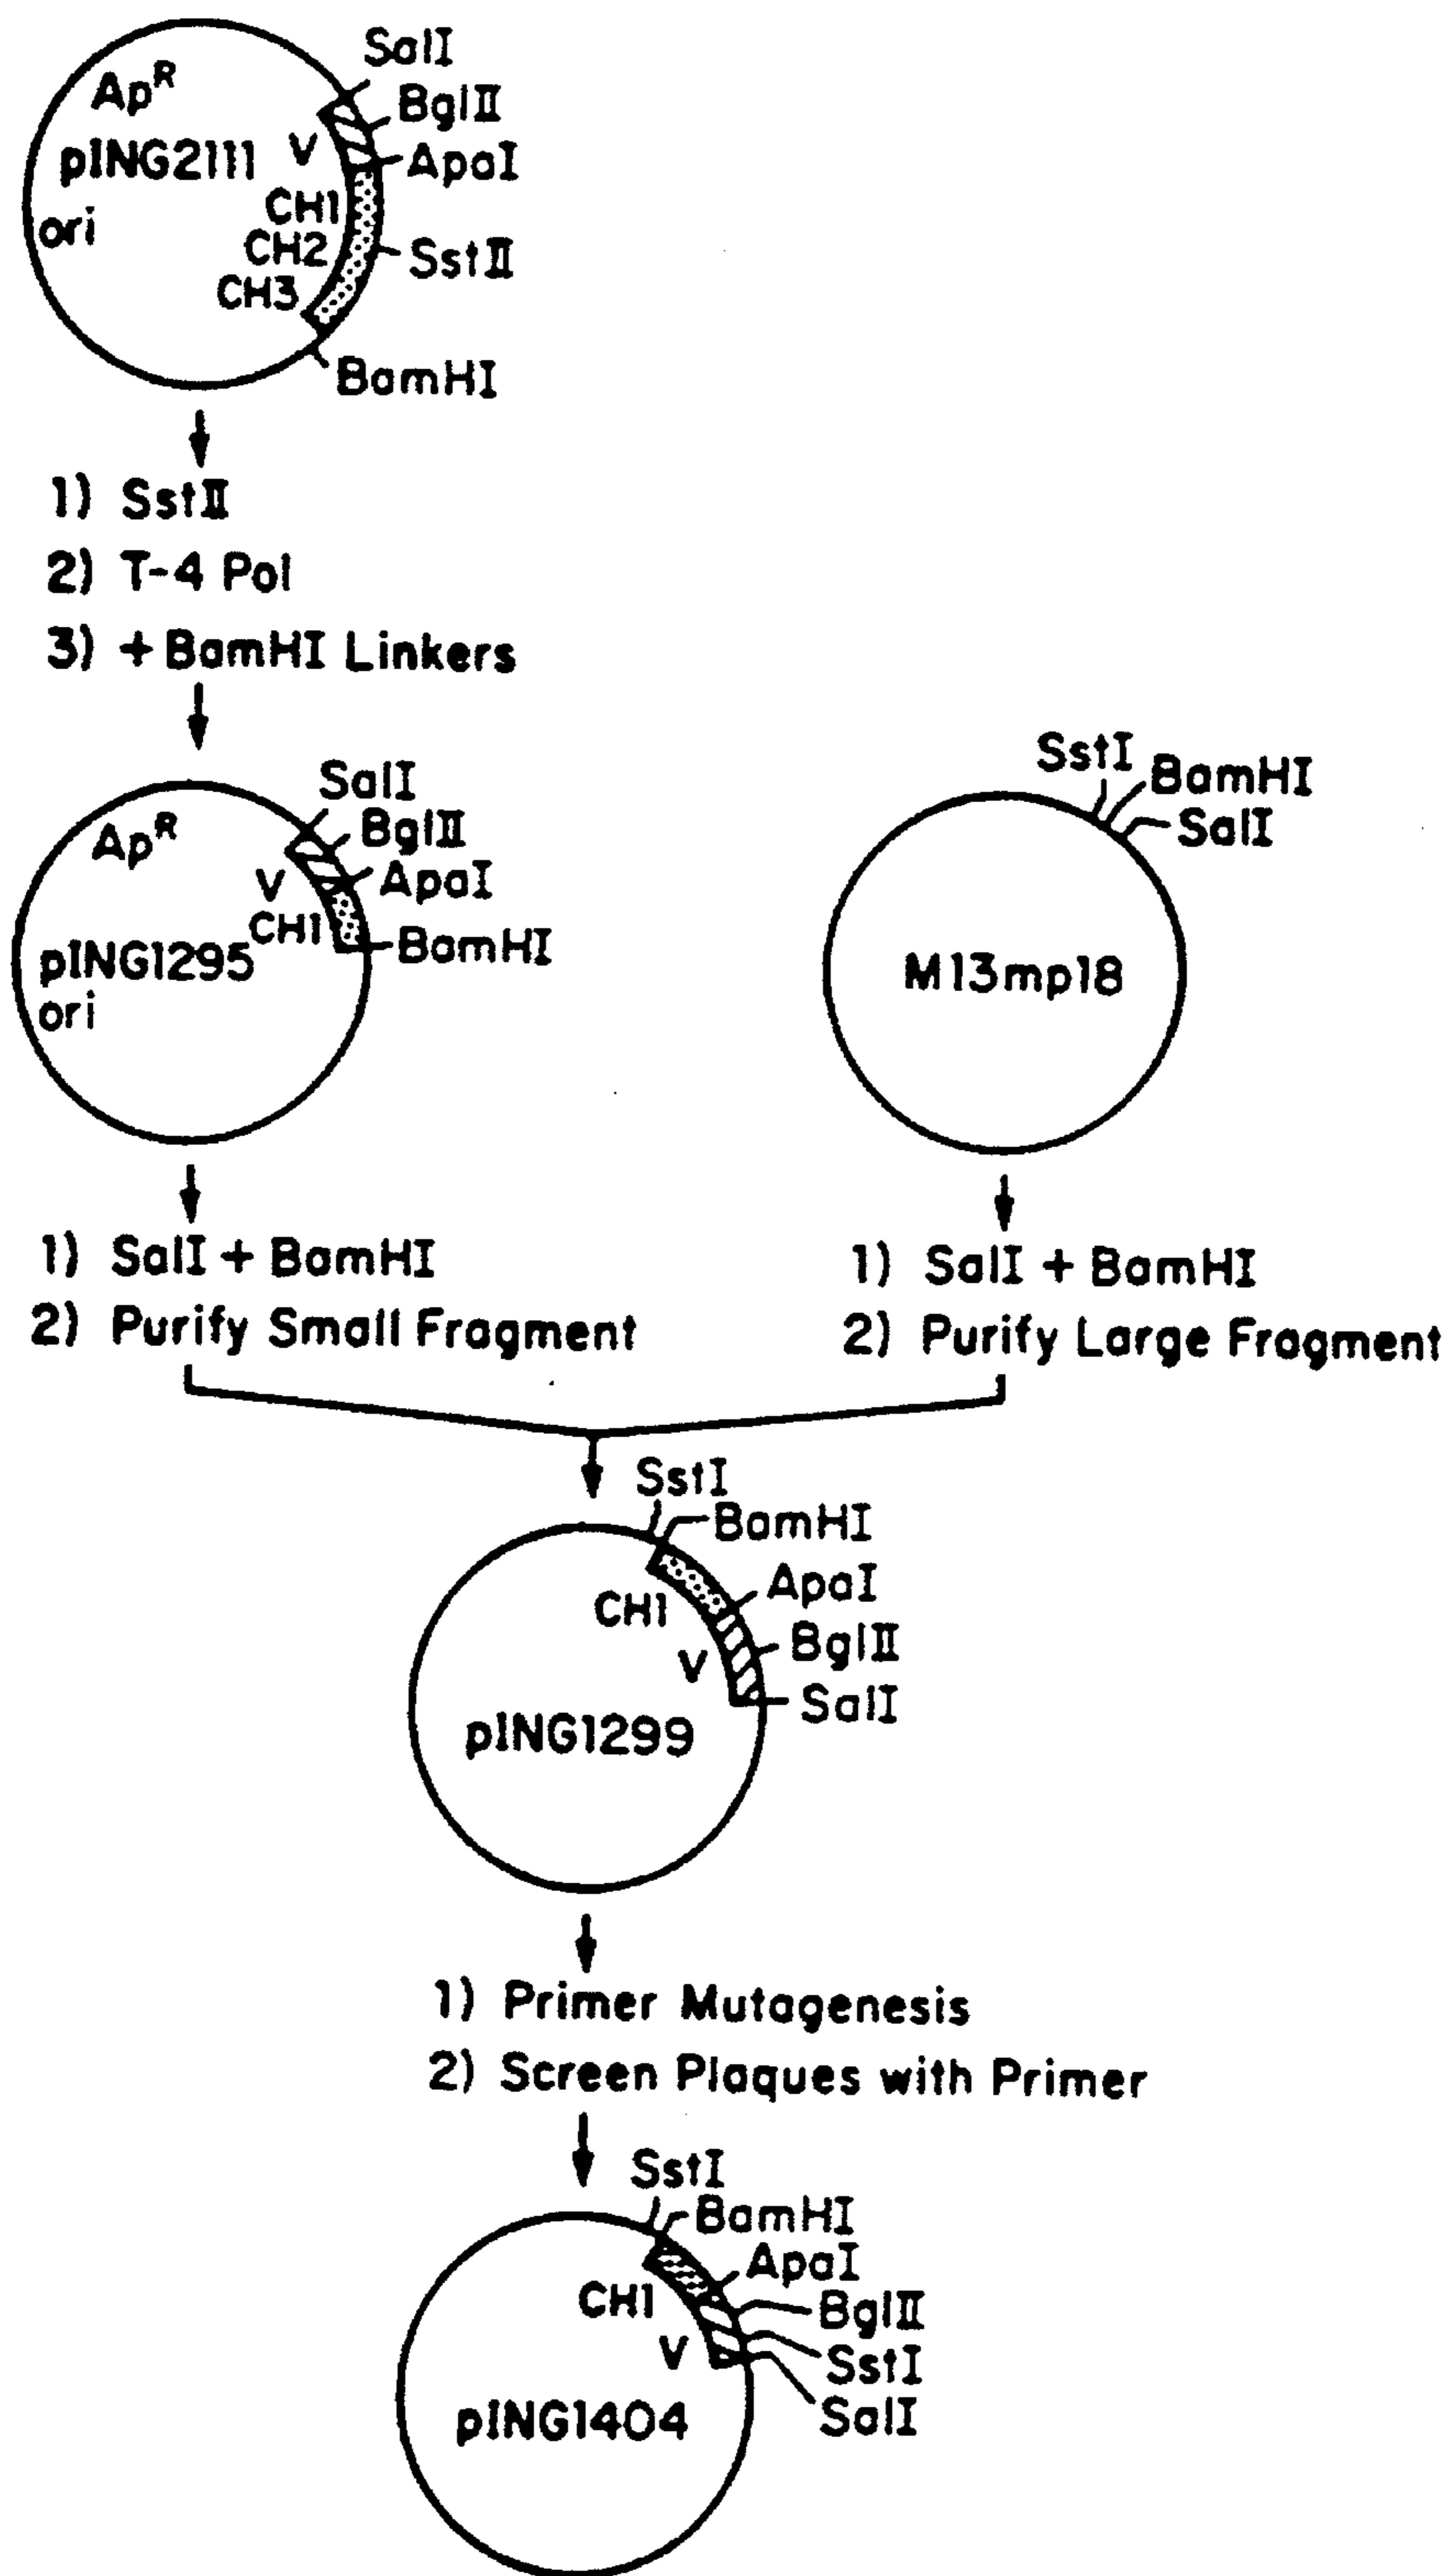 SalI
Ap^R
BglII
pING2111
V
ApaI
CH1
ori
CH2
SstII
CH3
BamHI
1) SstII
2) T-4 Pol
3) + BamHI Linkers
SalI
Ap^R
BglII
V
ApaI
CH1
BamHI
pING1295
ori
SstI
BamHI
SalI
M13mp18
1) SalI + BamHI
2) Purify Small Fragment
1) SalI + BamHI
2) Purify Large Fragment
SstI
BamHI
ApaI
CH1
BglII
V
SalI
pING1299
1) Primer Mutagenesis
2) Screen Plaques with Primer
SstI
BamHI
ApaI
CH1
BglII
V
SstI
SalI
pING1404